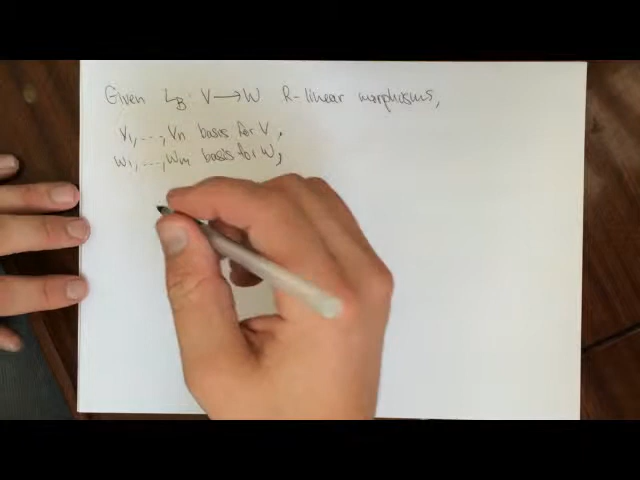 Given L_B: V → W R-linear morphisms,
v1, ..., vn basis for V,
w1, ..., wm basis for W,